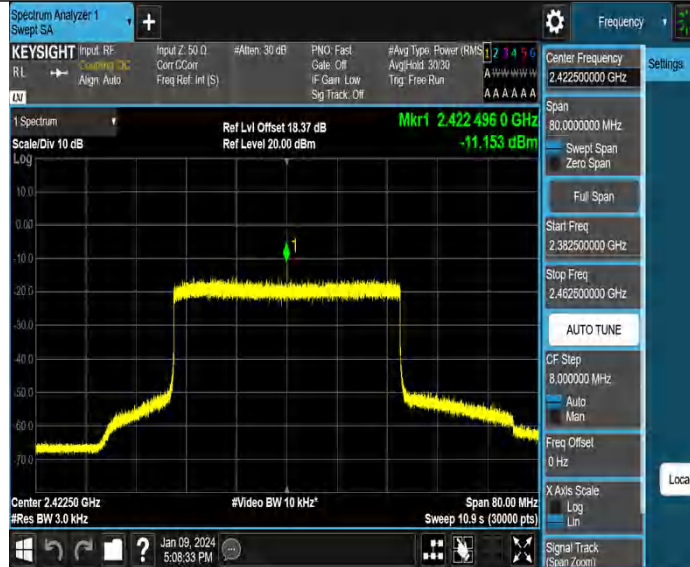 Spectrum Analyzer 1
Swept SA
+
Frequency
KEYSIGHT
RL
LXI
Input: RF
Coupling: DC
Align: Auto
Input Z: 50 Ω
Corr CCorr
Freq Ref: Int (S)
#Atten: 30 dB
PNO: Fast
Gate: Off
IF Gain: Low
Sig Track: Off
#Avg Type: Power (RMS
Avg|Hold: 30/30
Trig: Free Run
1 2 3 4 5 6
A W W W W W
A A A A A A
1 Spectrum
Scale/Div 10 dB
Ref Lvl Offset 18.37 dB
Ref Level 20.00 dBm
Mkr1 2.422 496 0 GHz
-11.153 dBm
Log
10.0
0.00
-10.0
-20.0
-30.0
-40.0
-50.0
-60.0
-70.0
1
Center 2.42250 GHz
#Res BW 3.0 kHz
#Video BW 10 kHz*
Span 80.00 MHz
Sweep 10.9 s (30000 pts)
?
Jan 09, 2024
5:08:33 PM
Center Frequency
2.422500000 GHz
Span
80.0000000 MHz
Swept Span
Zero Span
Full Span
Start Freq
2.382500000 GHz
Stop Freq
2.462500000 GHz
AUTO TUNE
CF Step
8.000000 MHz
Auto
Man
Freq Offset
0 Hz
X Axis Scale
Log
Lin
Signal Track
(Span Zoom)
Settings
Loca